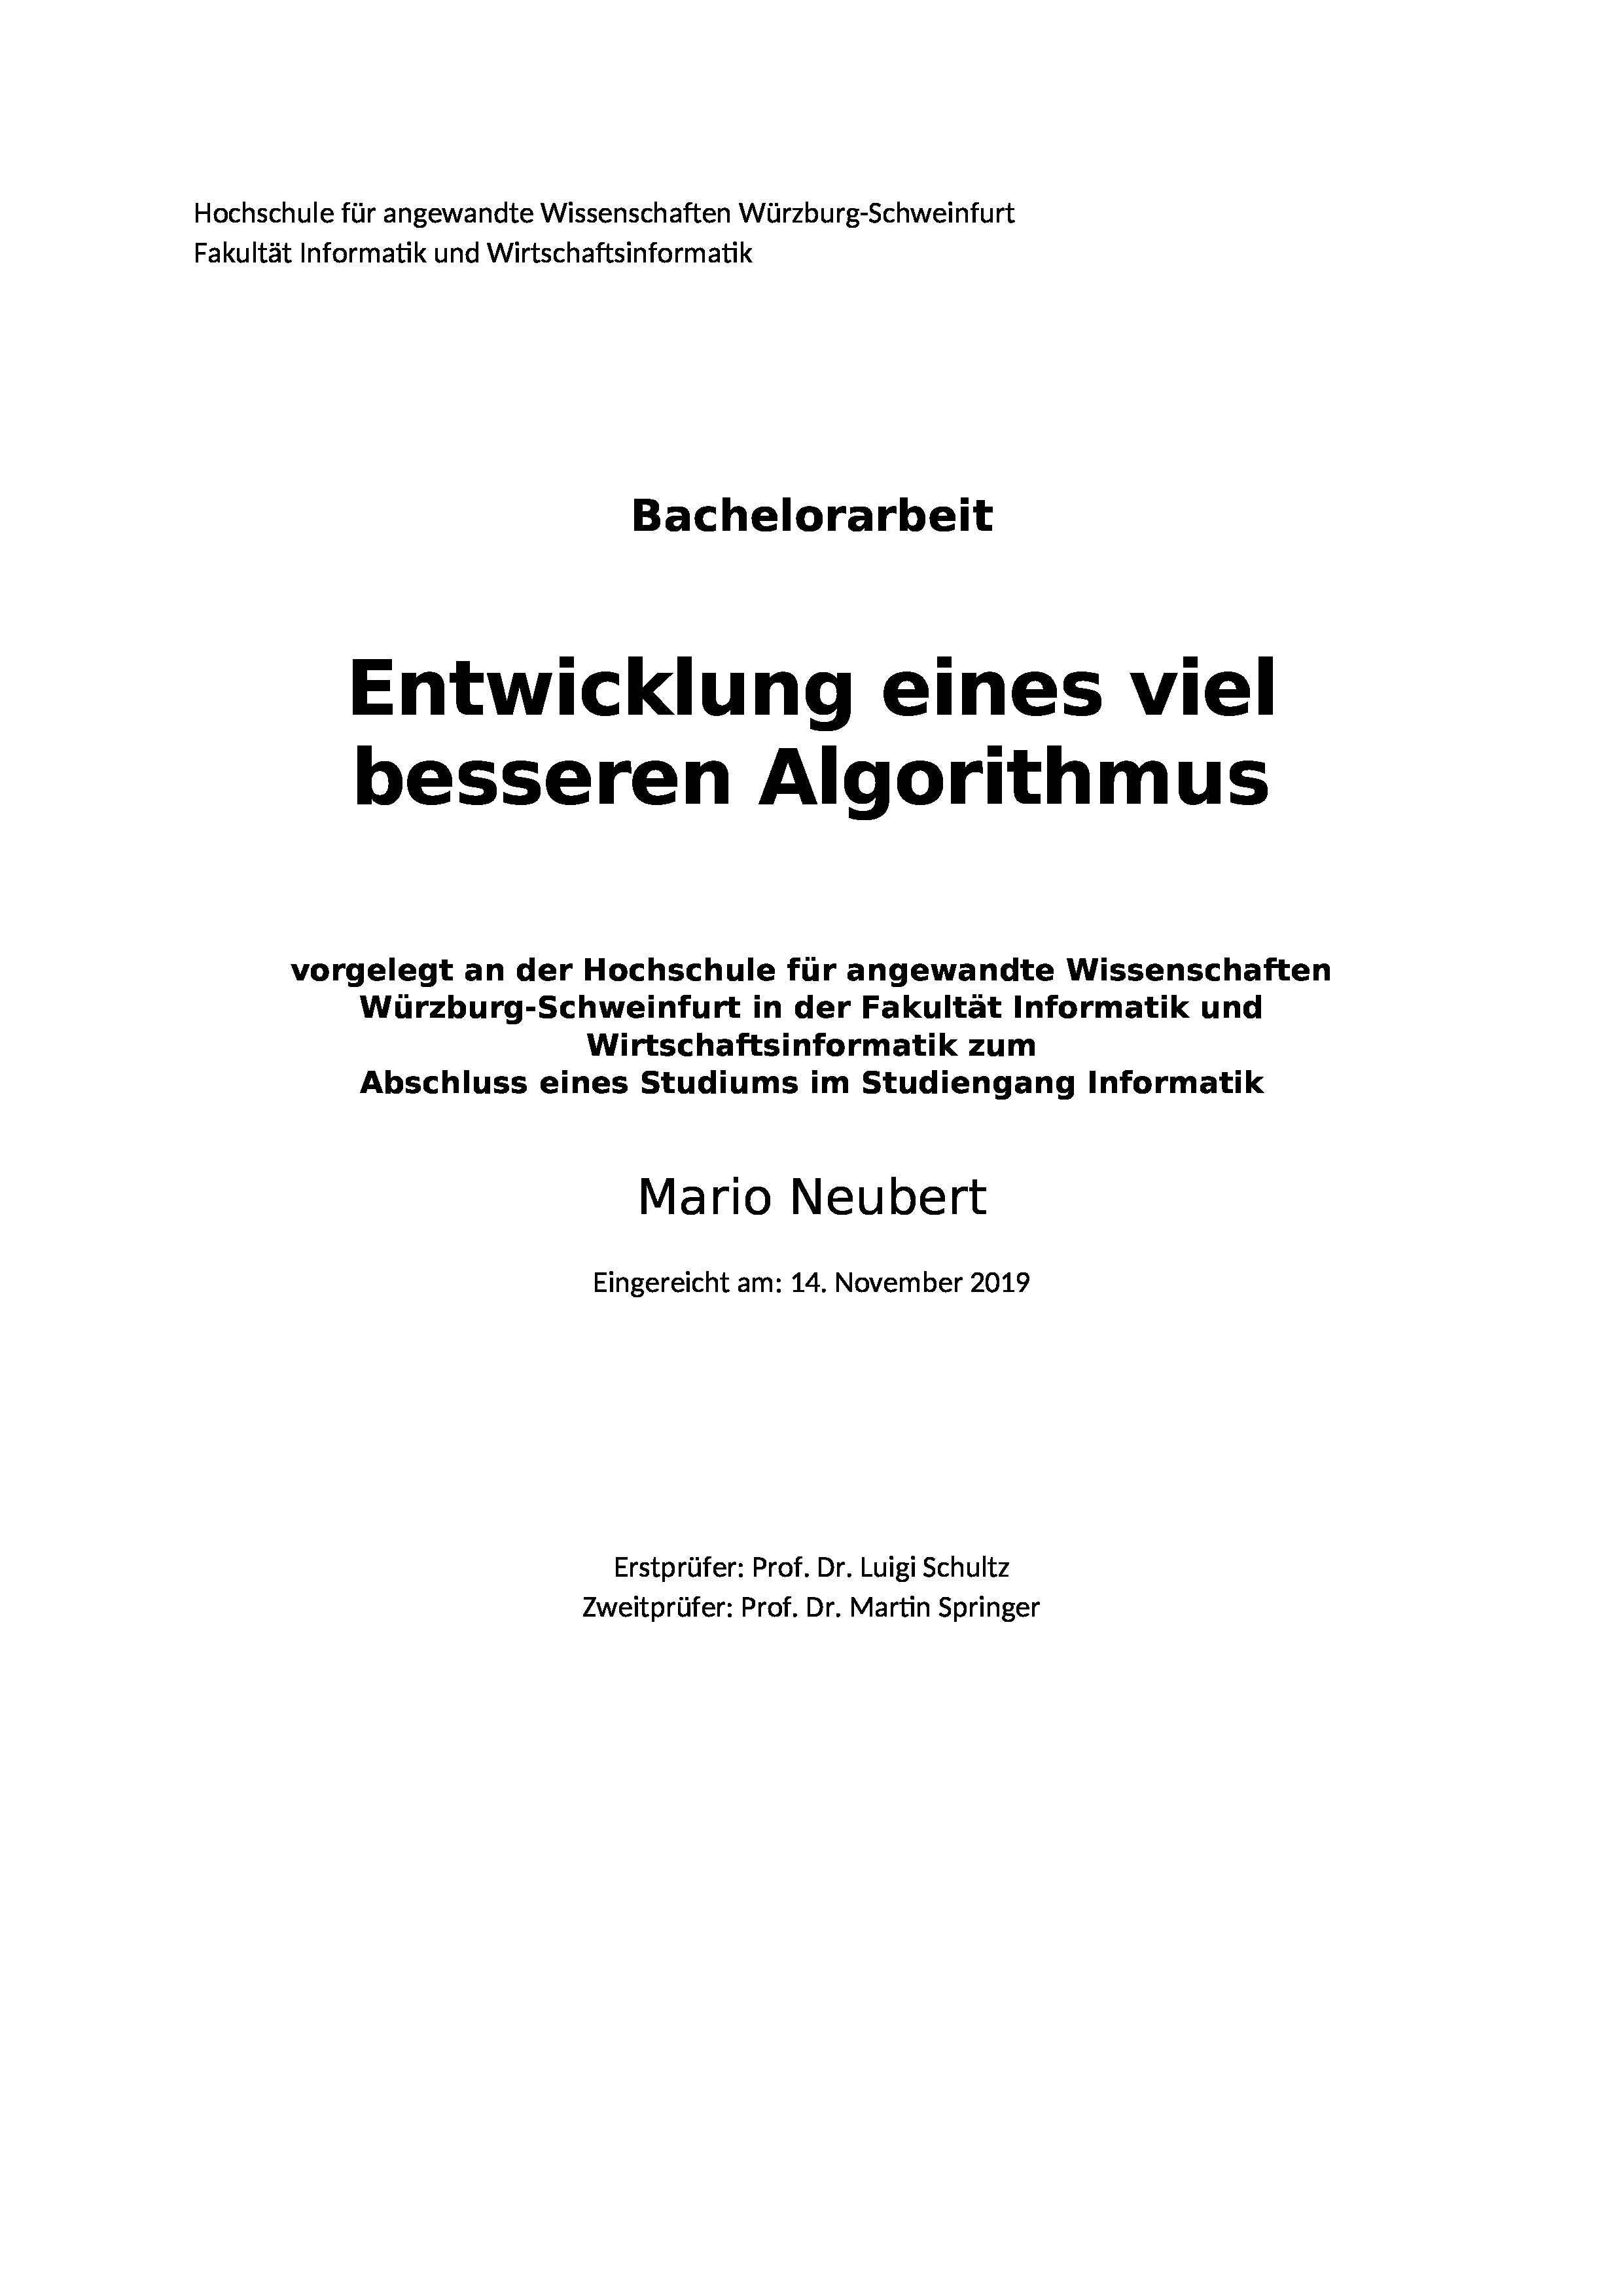 Hochschule für angewandte Wissenschaften Würzburg-Schweinfurt
Fakultät Informatik und Wirtschaftsinformatik
Bachelorarbeit
Entwicklung eines viel
besseren Algorithmus
vorgelegt an der Hochschule für angewandte Wissenschaften
Würzburg-Schweinfurt in der Fakultät Informatik und
Wirtschaftsinformatik zum
Abschluss eines Studiums im Studiengang Informatik
Mario Neubert
Eingereicht am: 14. November 2019
Erstprüfer: Prof. Dr. Luigi Schultz
Zweitprüfer: Prof. Dr. Martin Springer